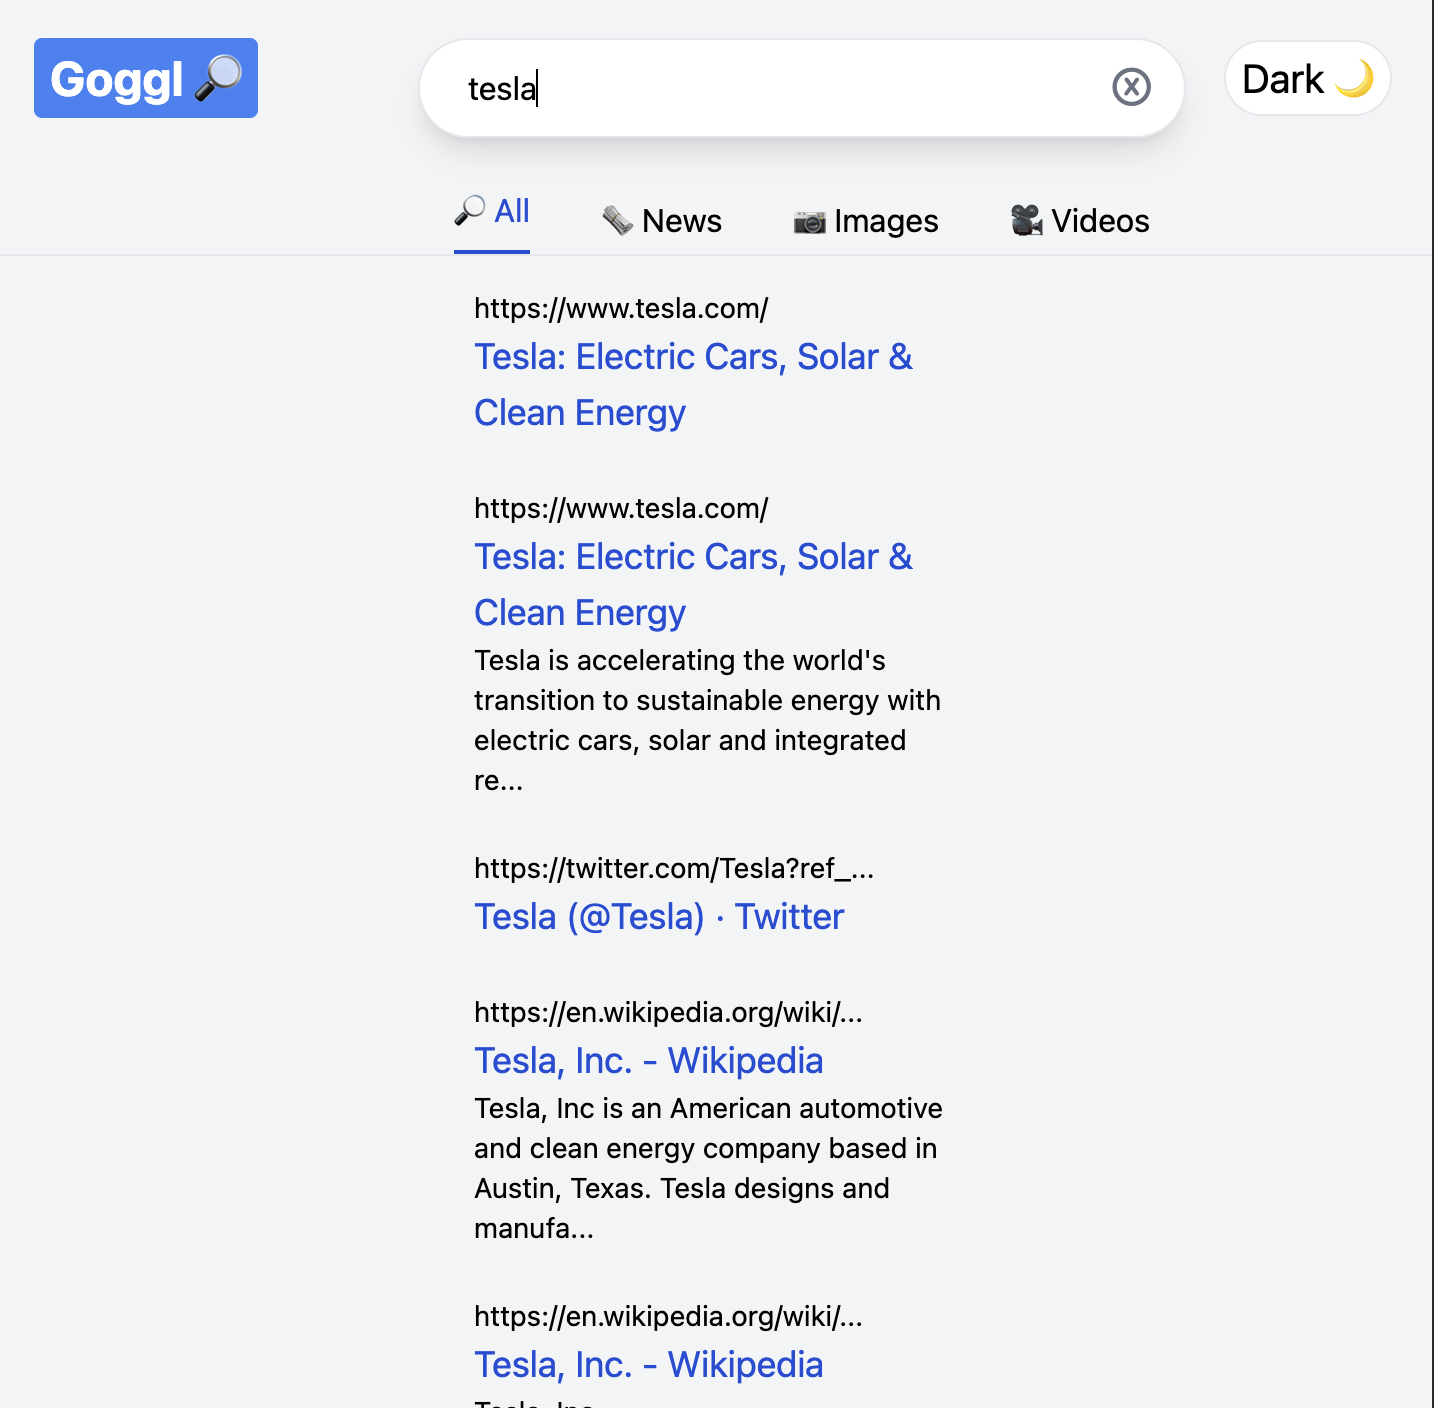 Goggl
tesla
Dark
All
News
Images
Videos
https://www.tesla.com/
Tesla: Electric Cars, Solar &
Clean Energy
https://www.tesla.com/
Tesla: Electric Cars, Solar &
Clean Energy
Tesla is accelerating the world's
transition to sustainable energy with
electric cars, solar and integrated
re...
https://twitter.com/Tesla?ref_...
Tesla (@Tesla) · Twitter
https://en.wikipedia.org/wiki/...
Tesla, Inc. - Wikipedia
Tesla, Inc is an American automotive
and clean energy company based in
Austin, Texas. Tesla designs and
manufa...
https://en.wikipedia.org/wiki/...
Tesla, Inc. - Wikipedia